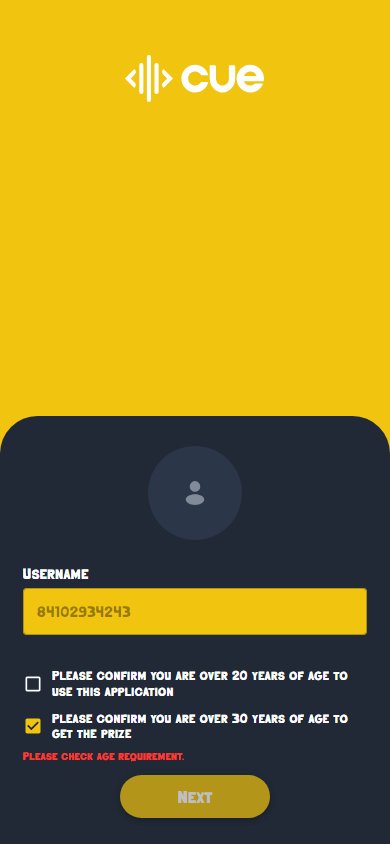 cue
Username
84102934243
Please confirm you are over 20 years of age to
use this application
Please confirm you are over 30 years of age to
get the prize
Please check age requirement.
Next